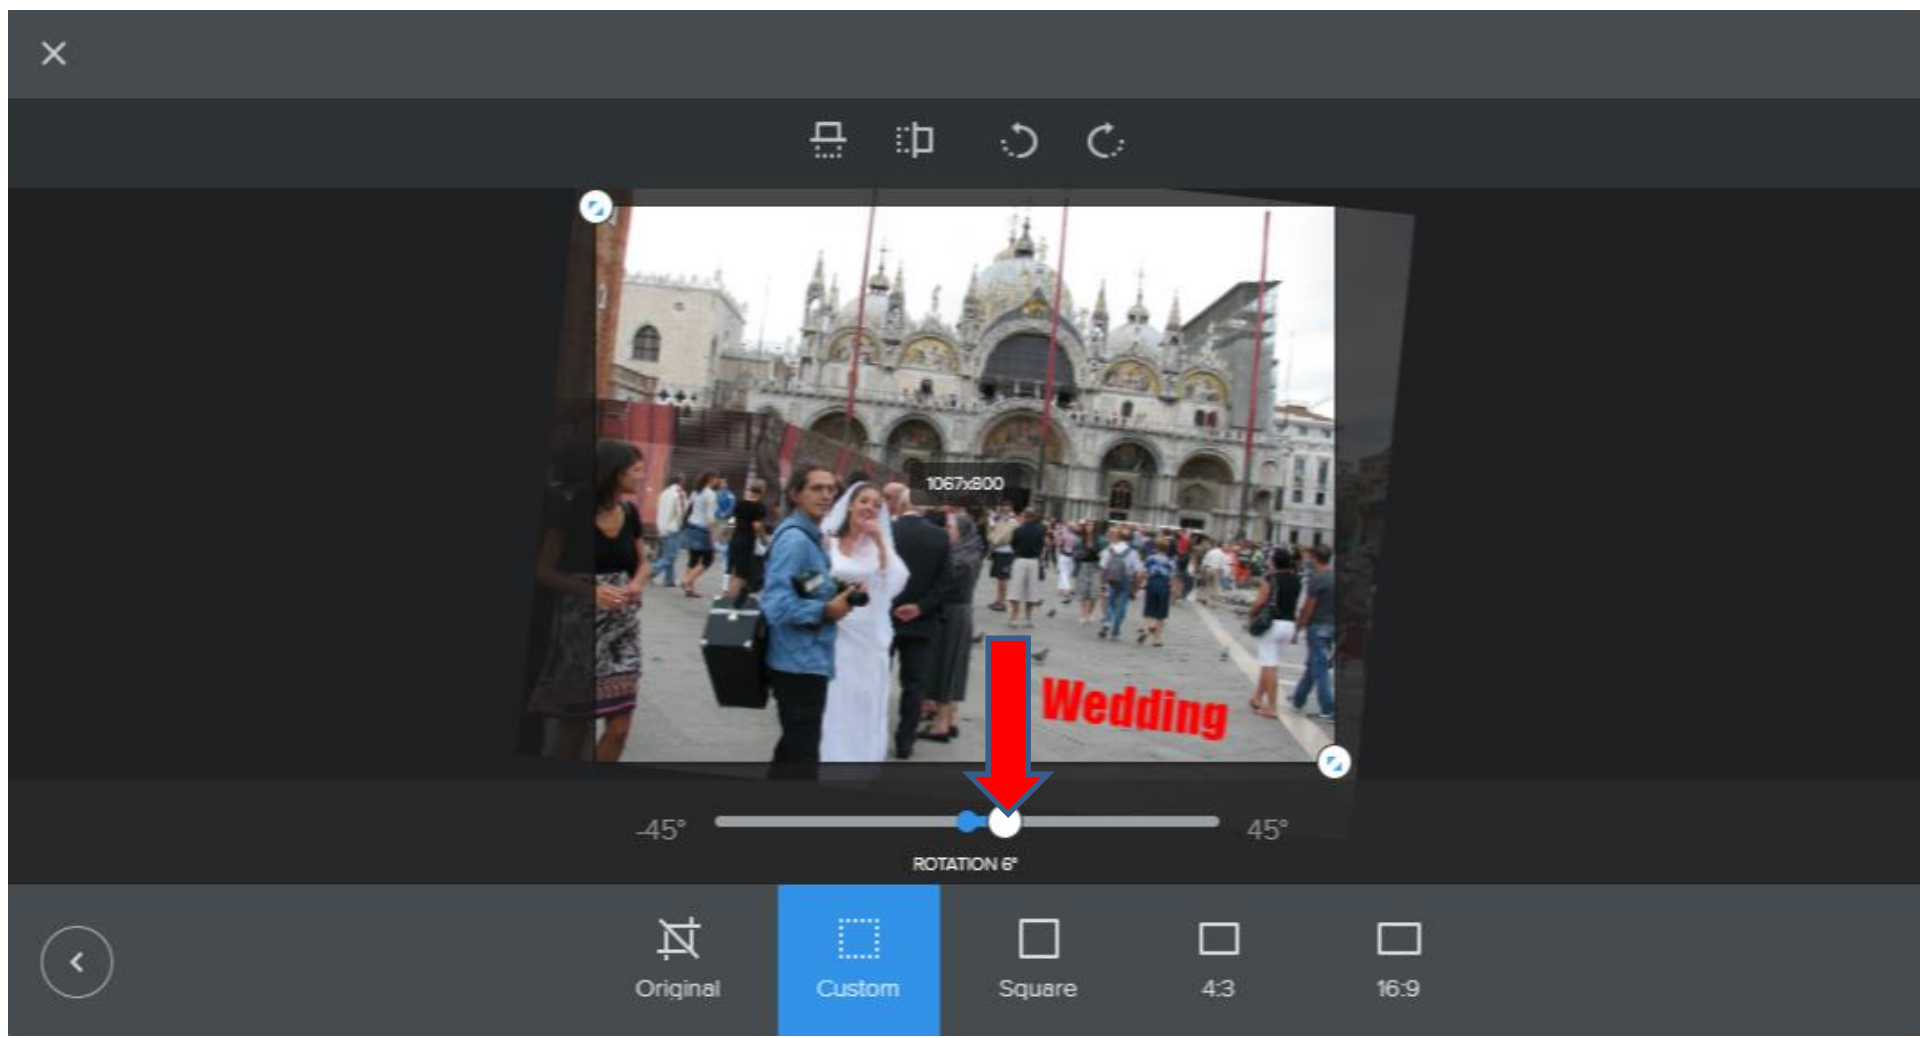 1067x800
Wedding
-45° 45°
ROTATION 6°
Original Custom Square 4:3 16:9